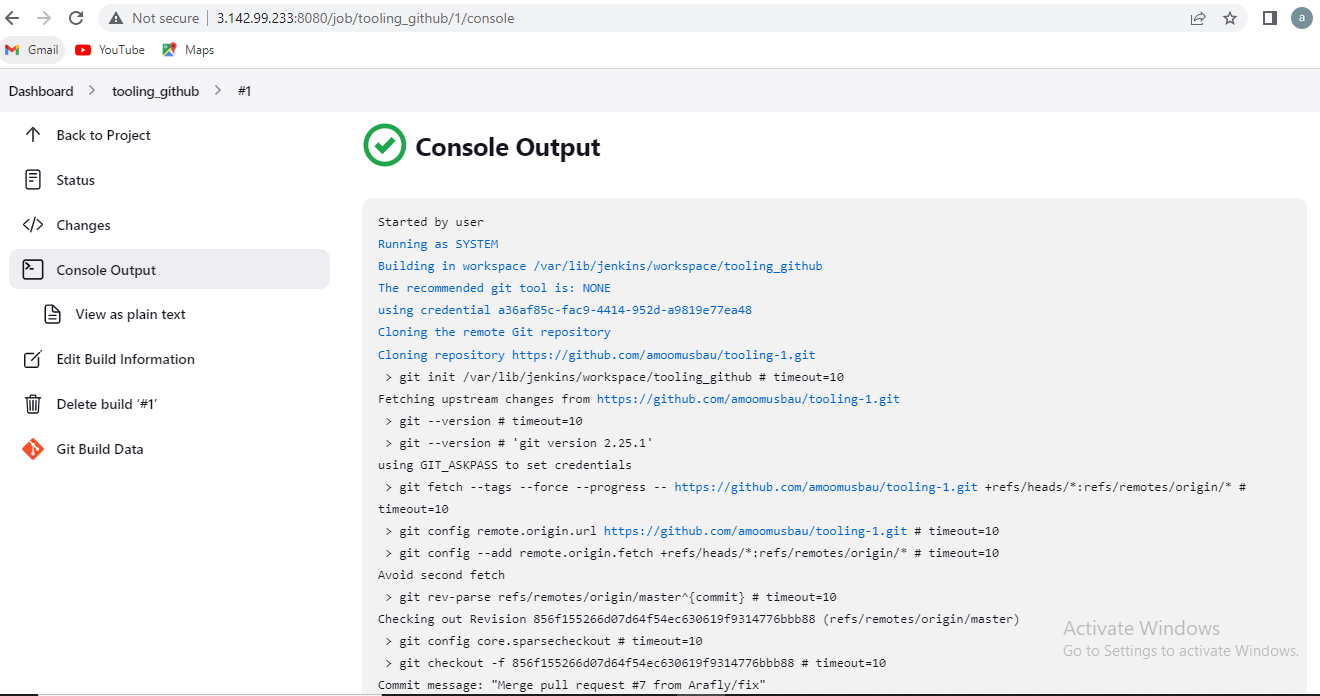 Not secure 3.142.99.233:8080/job/tooling_github/1/console a
Gmail YouTube Maps
Dashboard tooling_github #1
Back to Project
Status
Changes
Console Output
View as plain text
Edit Build Information
Delete build ‘#1’
Git Build Data
Console Output
Started by user
Running as SYSTEM
Building in workspace /var/lib/jenkins/workspace/tooling_github
The recommended git tool is: NONE
using credential a36af85c-fac9-4414-952d-a9819e77ea48
Cloning the remote Git repository
Cloning repository https://github.com/amoomusbau/tooling-1.git
> git init /var/lib/jenkins/workspace/tooling_github # timeout=10
Fetching upstream changes from https://github.com/amoomusbau/tooling-1.git
> git --version # timeout=10
> git --version # 'git version 2.25.1'
using GIT_ASKPASS to set credentials
> git fetch --tags --force --progress -- https://github.com/amoomusbau/tooling-1.git +refs/heads/*:refs/remotes/origin/* #
timeout=10
> git config remote.origin.url https://github.com/amoomusbau/tooling-1.git # timeout=10
> git config --add remote.origin.fetch +refs/heads/*:refs/remotes/origin/* # timeout=10
Avoid second fetch
> git rev-parse refs/remotes/origin/master^{commit} # timeout=10
Checking out Revision 856f155266d07d64f54ec630619f9314776bbb88 (refs/remotes/origin/master)
> git config core.sparsecheckout # timeout=10
> git checkout -f 856f155266d07d64f54ec630619f9314776bbb88 # timeout=10
Commit message: "Merge pull request #7 from Arafly/fix"
Activate Windows
Go to Settings to activate Windows.